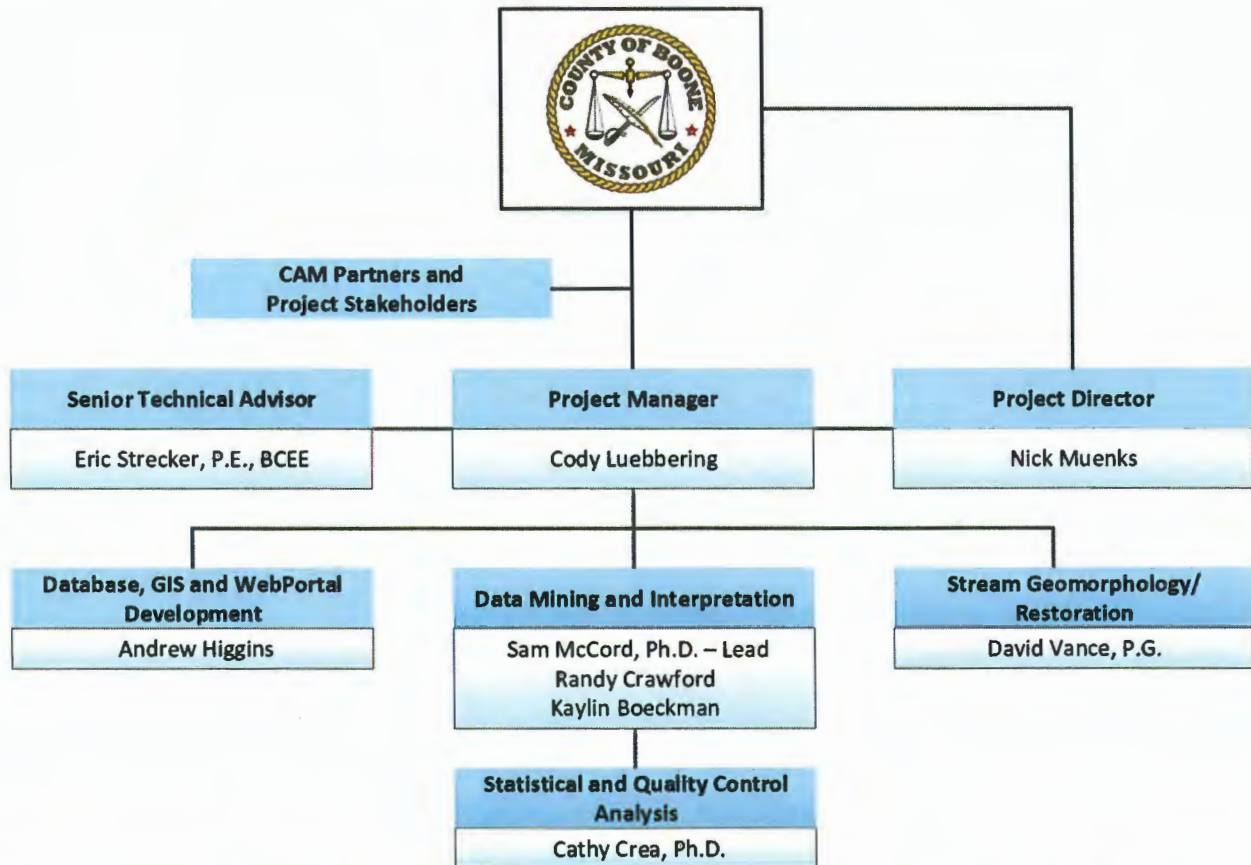 COUNTY OF BOONE
MISSOURI
CAM Partners and
Project Stakeholders
Senior Technical Advisor
Eric Strecker, P.E., BCEE
Project Manager
Cody Luebbering
Project Director
Nick Muenks
Database, GIS and WebPortal
Development
Andrew Higgins
Data Mining and Interpretation
Sam McCord, Ph.D. – Lead
Randy Crawford
Kaylin Boeckman
Stream Geomorphology/
Restoration
David Vance, P.G.
Statistical and Quality Control
Analysis
Cathy Crea, Ph.D.